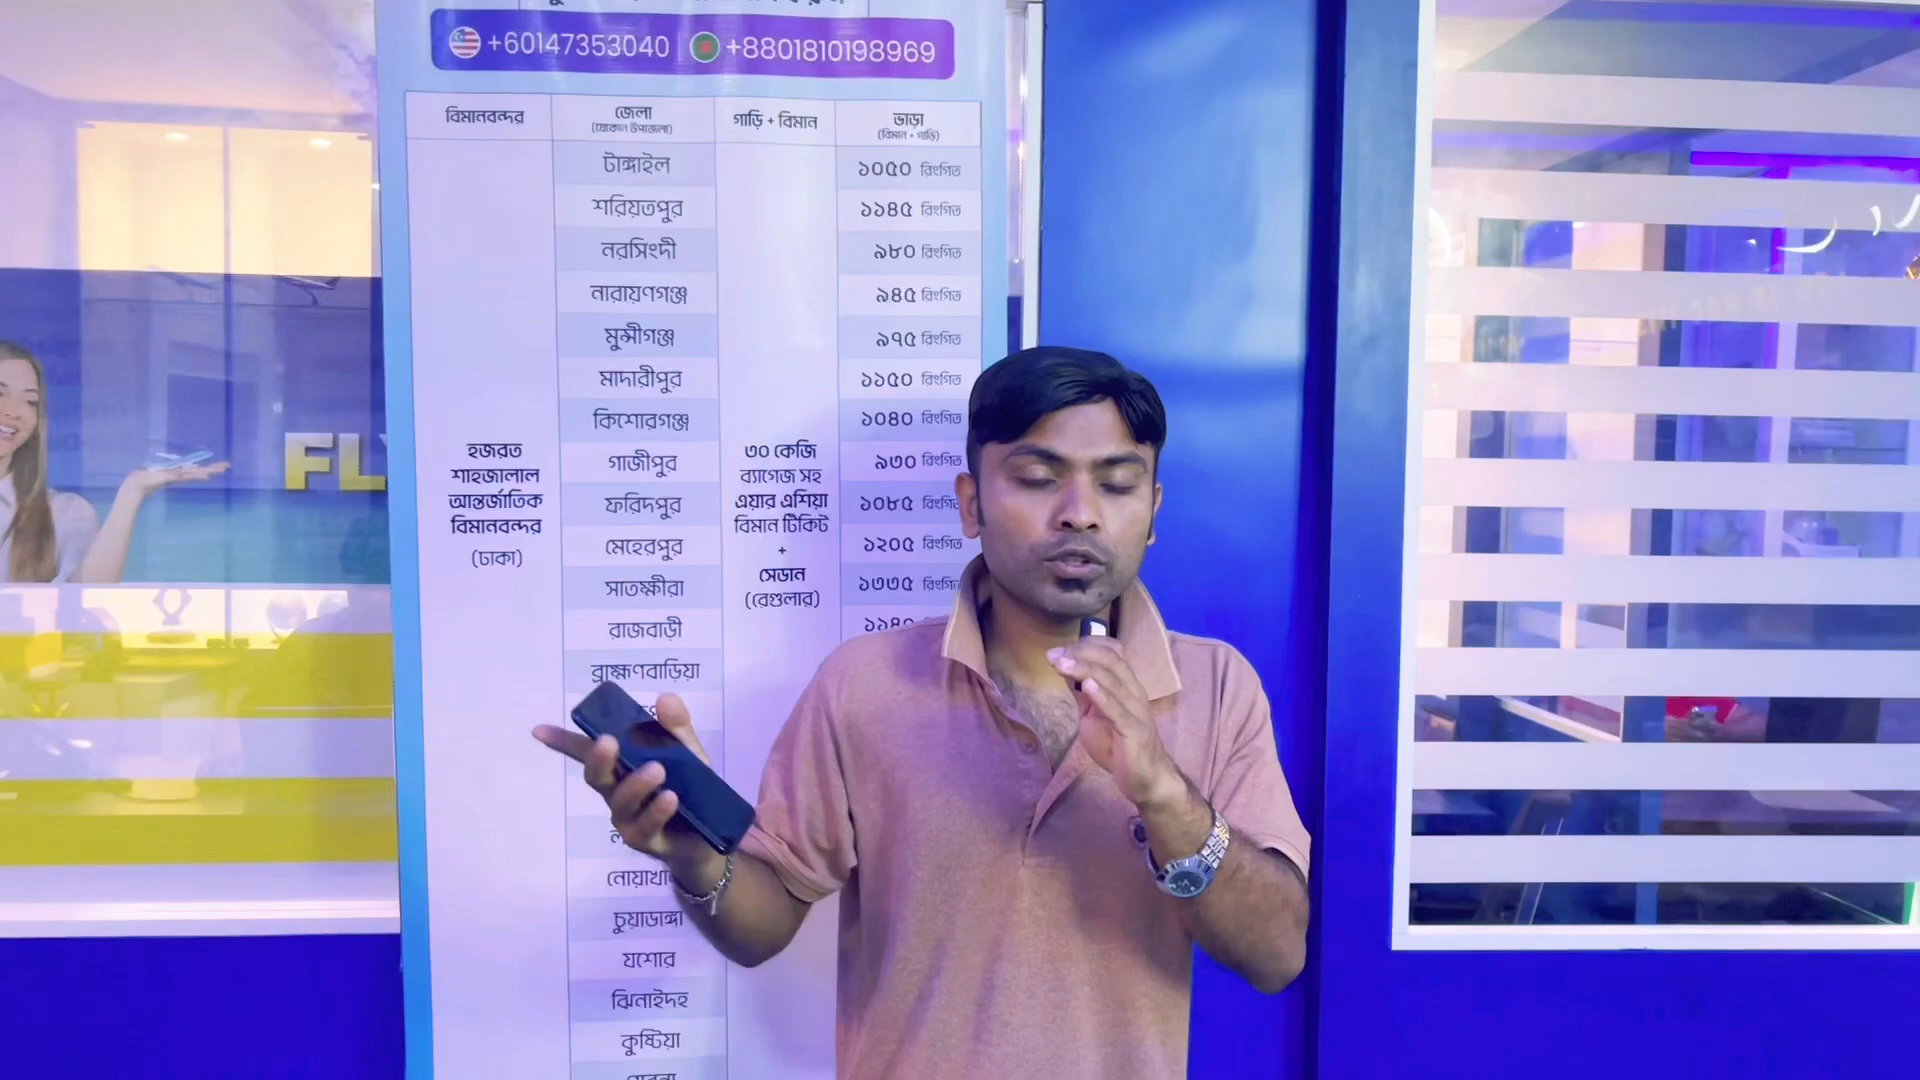 +60147353040 +8801810198969
বিমানবন্দর জেলা গাড়ি + বিমান ভাড়া
(যেকোন উপজেলা) (বিমান + গাড়ি)
টাঙ্গাইল ১০৫০ রিংগিত
শরিয়তপুর ১১৪৫ রিংগিত
নরসিংদী ৯৮০ রিংগিত
নারায়ণগঞ্জ ৯৪৫ রিংগিত
মুন্সীগঞ্জ ৯৭৫ রিংগিত
মাদারীপুর ১১৫০ রিংগিত
কিশোরগঞ্জ ১০৪০ রিংগিত
গাজীপুর ৯৩০ রিংগিত
ফরিদপুর ১০৮৫ রিংগিত
মেহেরপুর ১২০৫ রিংগিত
সাতক্ষীরা ১৩৩৫ রিংগিত
রাজবাড়ী
ব্রাহ্মণবাড়িয়া
চুয়াডাঙ্গা
যশোর
ঝিনাইদহ
কুষ্টিয়া
হজরত
শাহজালাল
আন্তর্জাতিক
বিমানবন্দর
(ঢাকা)
৩০ কেজি
ব্যাগেজ সহ
এয়ার এশিয়া
বিমান টিকিট
+
সেডান
(রেগুলার)
FL